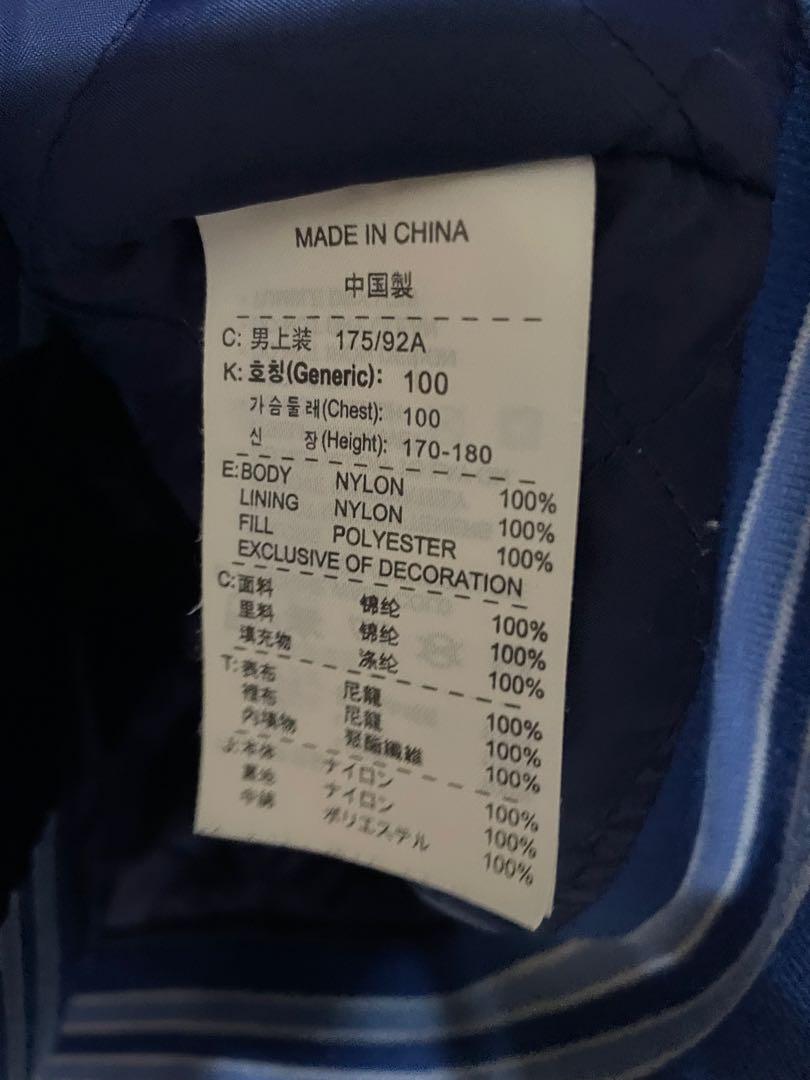 MADE IN CHINA
中国製
C: 男上装 175/92A
K: 호칭(Generic): 100
가슴둘레(Chest): 100
신 장(Height): 170-180
E: BODY NYLON 100%
LINING NYLON 100%
FILL POLYESTER 100%
EXCLUSIVE OF DECORATION
C: 面料 锦纶 100%
里料 锦纶 100%
填充物 涤纶 100%
T: 表布 尼龍 100%
裡布 尼龍 100%
內填物 聚酯纖維 100%
J: 本体 ナイロン 100%
裏地 ナイロン 100%
中綿 ポリエステル 100%